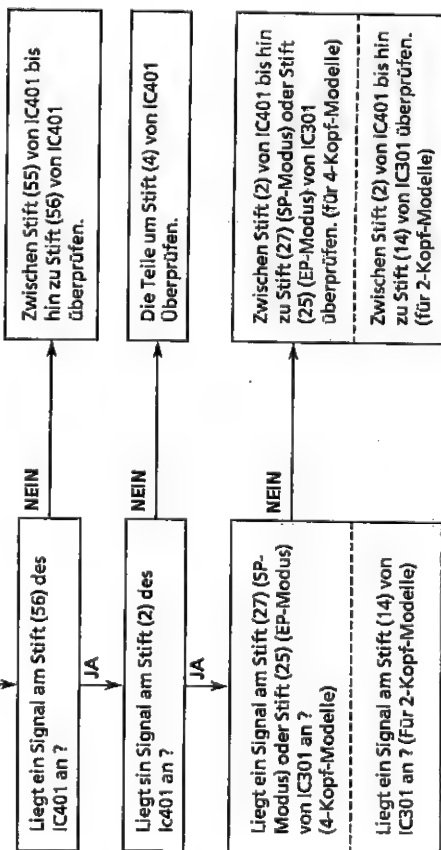 Liegt ein Signal am Stift (56) des
IC401 an ?
NEIN
Zwischen Stift (55) von IC401 bis
hin zu Stift (56) von IC401
überprüfen.
JA
Liegt sin Signal am Stift (2) des
Ic401 an ?
NEIN
Die Teile um Stift (4) von IC401
Überprüfen.
JA
Liegt ein Signal am Stift (27) (SP-
Modus) oder Stift (25) (EP-Modus)
von IC301 an ?
(4-Kopf-Modelle)
Liegt ein Signal am Stift (14) von
IC301 an ? (Für 2-Kopf-Modelle)
NEIN
Zwischen Stift (2) von IC401 bis hin
zu Stift (27) (SP-Modus) oder Stift
(25) (EP-Modus) von IC301
überprüfen. (für 4-Kopf-Modelle)
Zwischen Stift (2) von IC401 bis hin
zu Stift (14) von IC301 überprüfen.
(für 2-Kopf-Modelle)